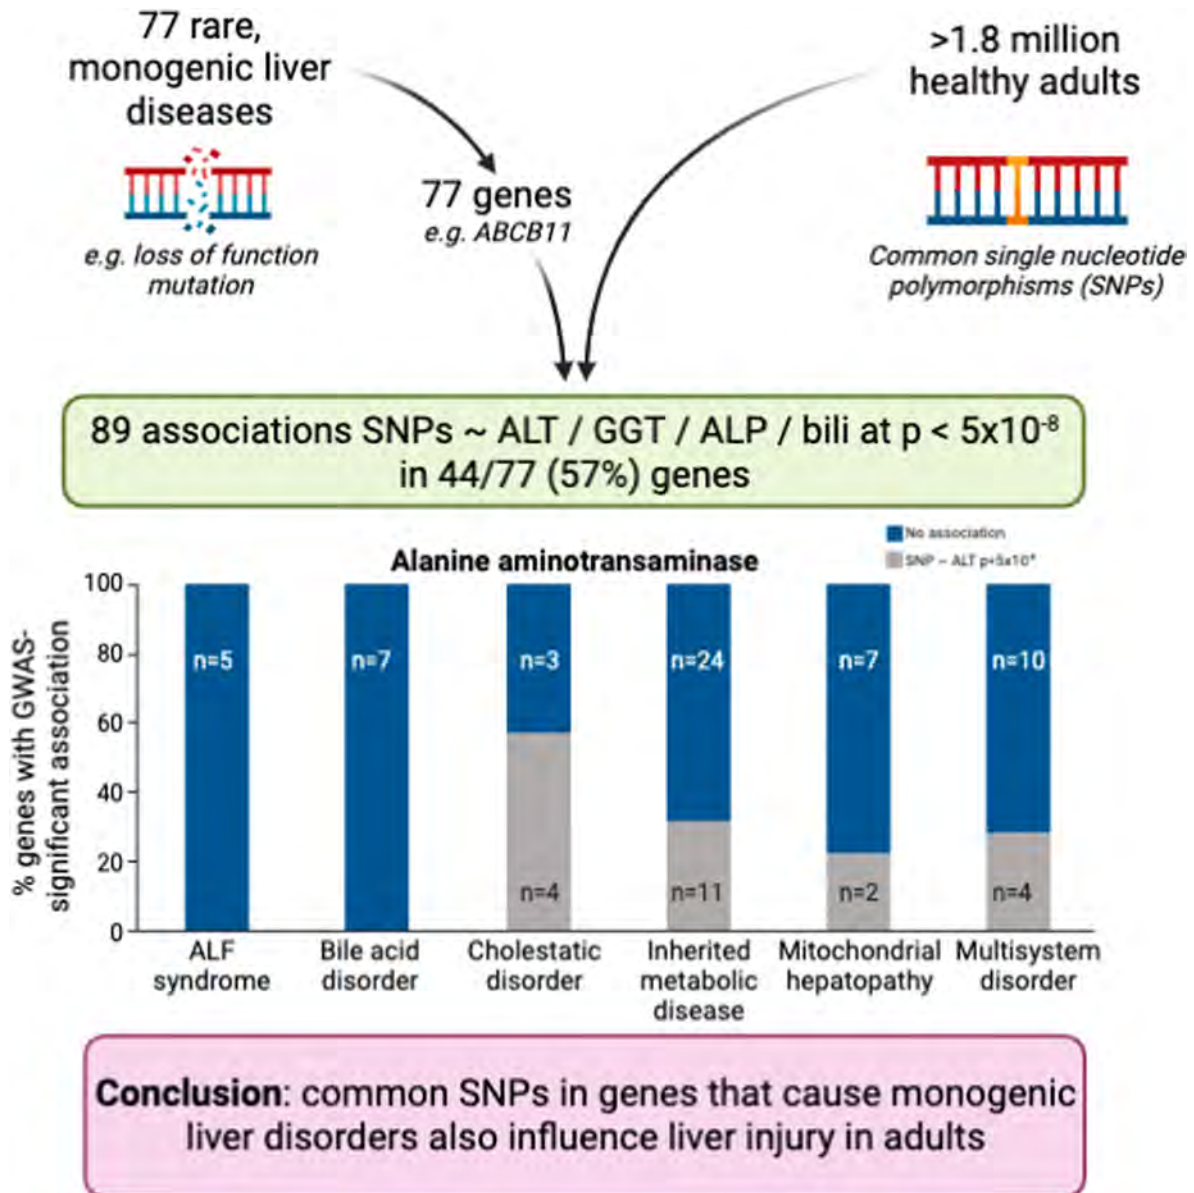 77 rare,
monogenic liver
diseases
e.g. loss of function
mutation
77 genes
e.g. ABCB11
>1.8 million
healthy adults
Common single nucleotide
polymorphisms (SNPs)
89 associations SNPs ~ ALT / GGT / ALP / bili at p < 5x10⁻⁸
in 44/77 (57%) genes
Alanine aminotransaminase
No association
SNP ~ ALT
% genes with GWAS-
significant association
100
80
60
40
20
0
n=5
n=7
n=3
n=24
n=7
n=10
n=4
n=11
n=2
n=4
ALF
syndrome
Bile acid
disorder
Cholestatic
disorder
Inherited
metabolic
disease
Mitochondrial
hepatopathy
Multisystem
disorder
Conclusion: common SNPs in genes that cause monogenic
liver disorders also influence liver injury in adults